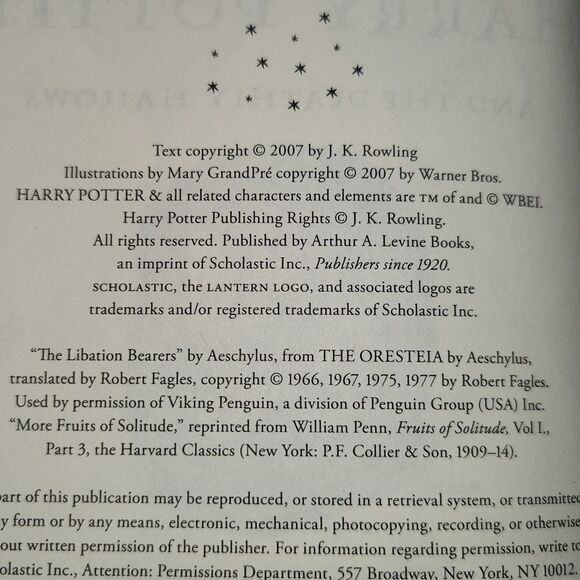 HARRY POTTER
AND THE DEATHLY HALLOWS
Text copyright © 2007 by J. K. Rowling
Illustrations by Mary GrandPré copyright © 2007 by Warner Bros.
HARRY POTTER & all related characters and elements are TM of and © WBEI.
Harry Potter Publishing Rights © J. K. Rowling.
All rights reserved. Published by Arthur A. Levine Books,
an imprint of Scholastic Inc., Publishers since 1920.
SCHOLASTIC, the LANTERN LOGO, and associated logos are
trademarks and/or registered trademarks of Scholastic Inc.
“The Libation Bearers” by Aeschylus, from THE ORESTEIA by Aeschylus,
translated by Robert Fagles, copyright © 1966, 1967, 1975, 1977 by Robert Fagles.
Used by permission of Viking Penguin, a division of Penguin Group (USA) Inc.
“More Fruits of Solitude,” reprinted from William Penn, Fruits of Solitude, Vol I.,
Part 3, the Harvard Classics (New York: P.F. Collier & Son, 1909–14).
part of this publication may be reproduced, or stored in a retrieval system, or transmitted
y form or by any means, electronic, mechanical, photocopying, recording, or otherwise
out written permission of the publisher. For information regarding permission, write to
olastic Inc., Attention: Permissions Department, 557 Broadway, New York, NY 10012.